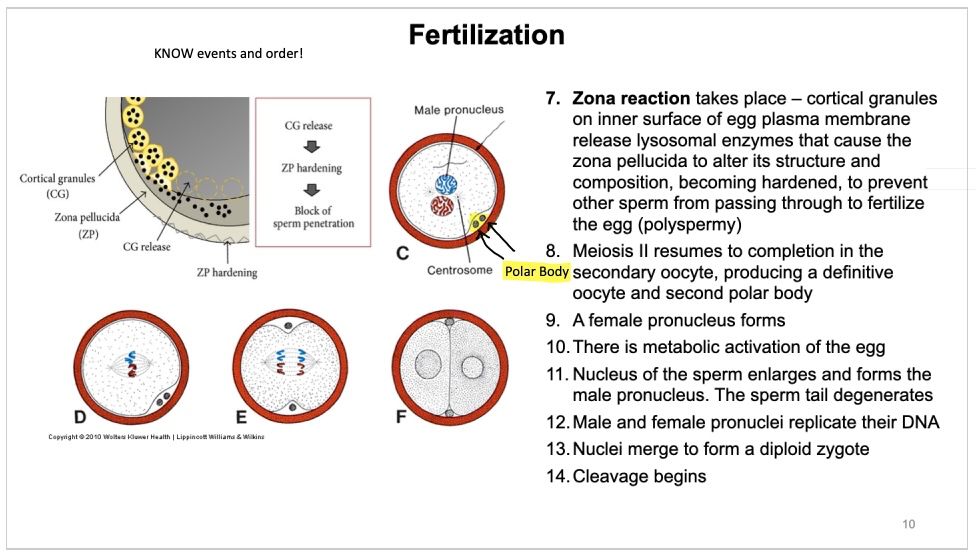 Fertilization
KNOW events and order!
Cortical granules
(CG)
Zona pellucida
(ZP)
CG release
ZP hardening
CG release
ZP hardening
Block of
sperm penetration
Male pronucleus
C
Centrosome
Polar Body
D
E
F
Copyright © 2010 Wolters Kluwer Health | Lippincott Williams & Wilkins
7. Zona reaction takes place – cortical granules
on inner surface of egg plasma membrane
release lysosomal enzymes that cause the
zona pellucida to alter its structure and
composition, becoming hardened, to prevent
other sperm from passing through to fertilize
the egg (polyspermy)
8. Meiosis II resumes to completion in the
secondary oocyte, producing a definitive
oocyte and second polar body
9. A female pronucleus forms
10. There is metabolic activation of the egg
11. Nucleus of the sperm enlarges and forms the
male pronucleus. The sperm tail degenerates
12. Male and female pronuclei replicate their DNA
13. Nuclei merge to form a diploid zygote
14. Cleavage begins
10